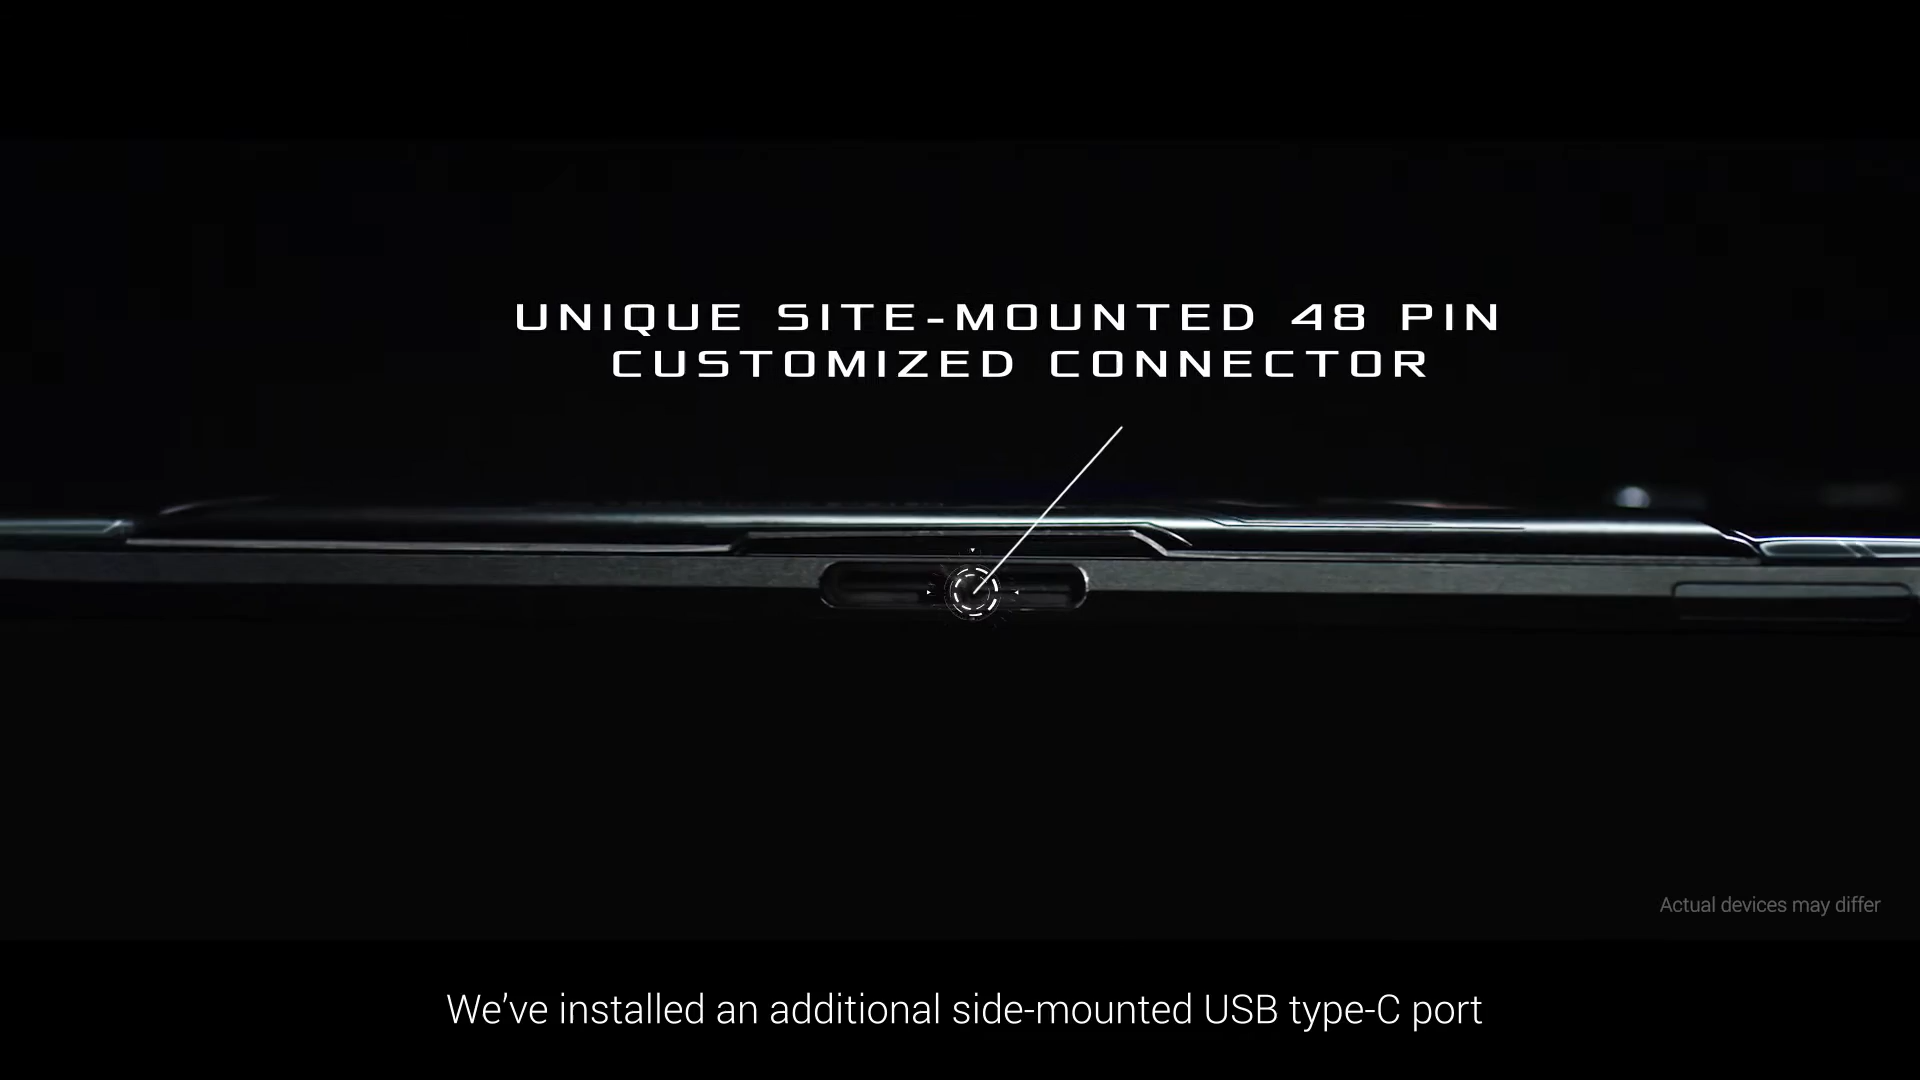 UNIQUE SITE-MOUNTED 48 PIN
CUSTOMIZED CONNECTOR
Actual devices may differ
We've installed an additional side-mounted USB type-C port